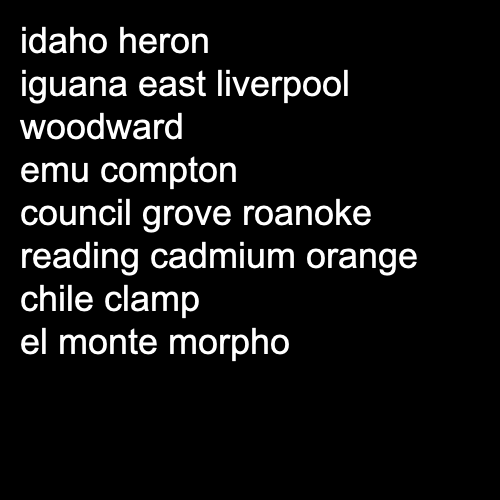 idaho heron
iguana east liverpool
woodward
emu compton
council grove roanoke
reading cadmium orange
chile clamp
el monte morpho